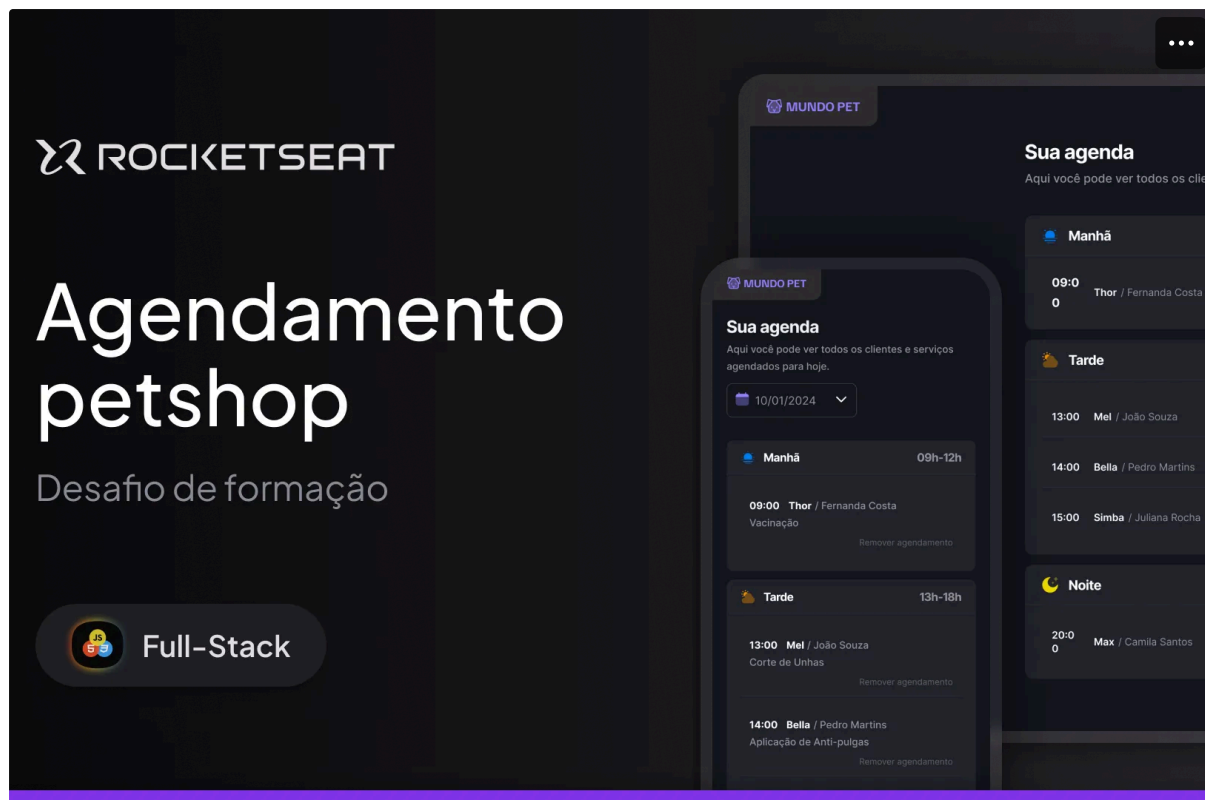 ROCKETSEAT
Agendamento
petshop
Desafio de formação
JS
5 3
Full-Stack
MUNDO PET
Sua agenda
Aqui você pode ver todos os clie
Manhã
09:0
0
Thor / Fernanda Costa
Tarde
13:00 Mel / João Souza
14:00 Bella / Pedro Martins
15:00 Simba / Juliana Rocha
Noite
20:0
0
Max / Camila Santos
MUNDO PET
Sua agenda
Aqui você pode ver todos os clientes e serviços
agendados para hoje.
10/01/2024
Manhã 09h-12h
09:00 Thor / Fernanda Costa
Vacinação
Remover agendamento
Tarde 13h-18h
13:00 Mel / João Souza
Corte de Unhas
Remover agendamento
14:00 Bella / Pedro Martins
Aplicação de Anti-pulgas
Remover agendamento